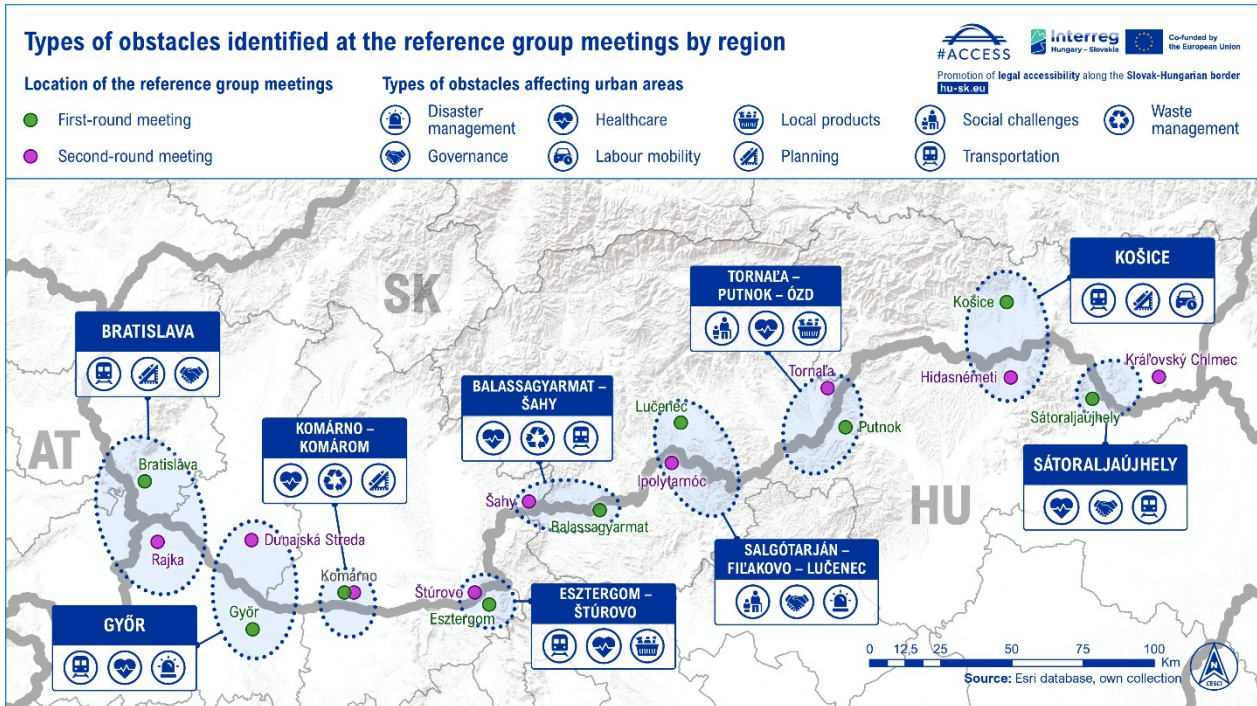 Types of obstacles identified at the reference group meetings by region
#ACCESS
Interreg
Hungary – Slovakia
Co-funded by
the European Union
Promotion of legal accessibility along the Slovak-Hungarian border
hu-sk.eu
Location of the reference group meetings
First-round meeting
Second-round meeting
Types of obstacles affecting urban areas
Disaster
management
Healthcare
Local products
Social challenges
Waste
management
Governance
Labour mobility
Planning
Transportation
SK
AT
HU
BRATISLAVA
Bratislava
Rajka
GYŐR
Dunajská Streda
Győr
KOMÁRNO –
KOMÁROM
Komárno
BALASSAGYARMAT –
ŠAHY
Šahy
Balassagyarmat
Štúrovo
Esztergom
ESZTERGOM –
ŠTÚROVO
Lučenec
Ipolytarnóc
SALGÓTARJÁN –
FIĽAKOVO – LUČENEC
TORNAĽA –
PUTNOK – ÓZD
Tornaľa
Putnok
KOŠICE
Košice
Hidasnémeti
Kráľovský Chlmec
Sátoraljaujhely
SÁTORALJAÚJHELY
0 12,5 25 50 75 100
Km
Source: Esri database, own collection
N
CESCI